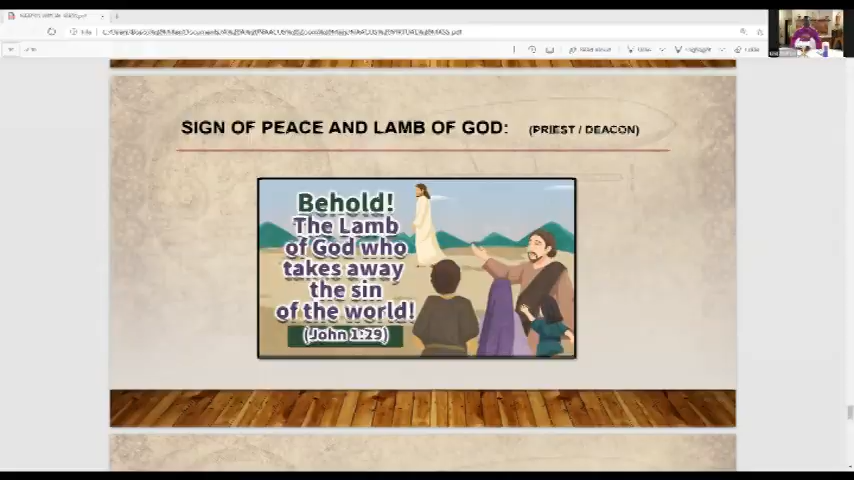 SIGN OF PEACE AND LAMB OF GOD: (PRIEST / DEACON)
Behold!
The Lamb
of God who
takes away
the sin
of the world!
(John 1:29)